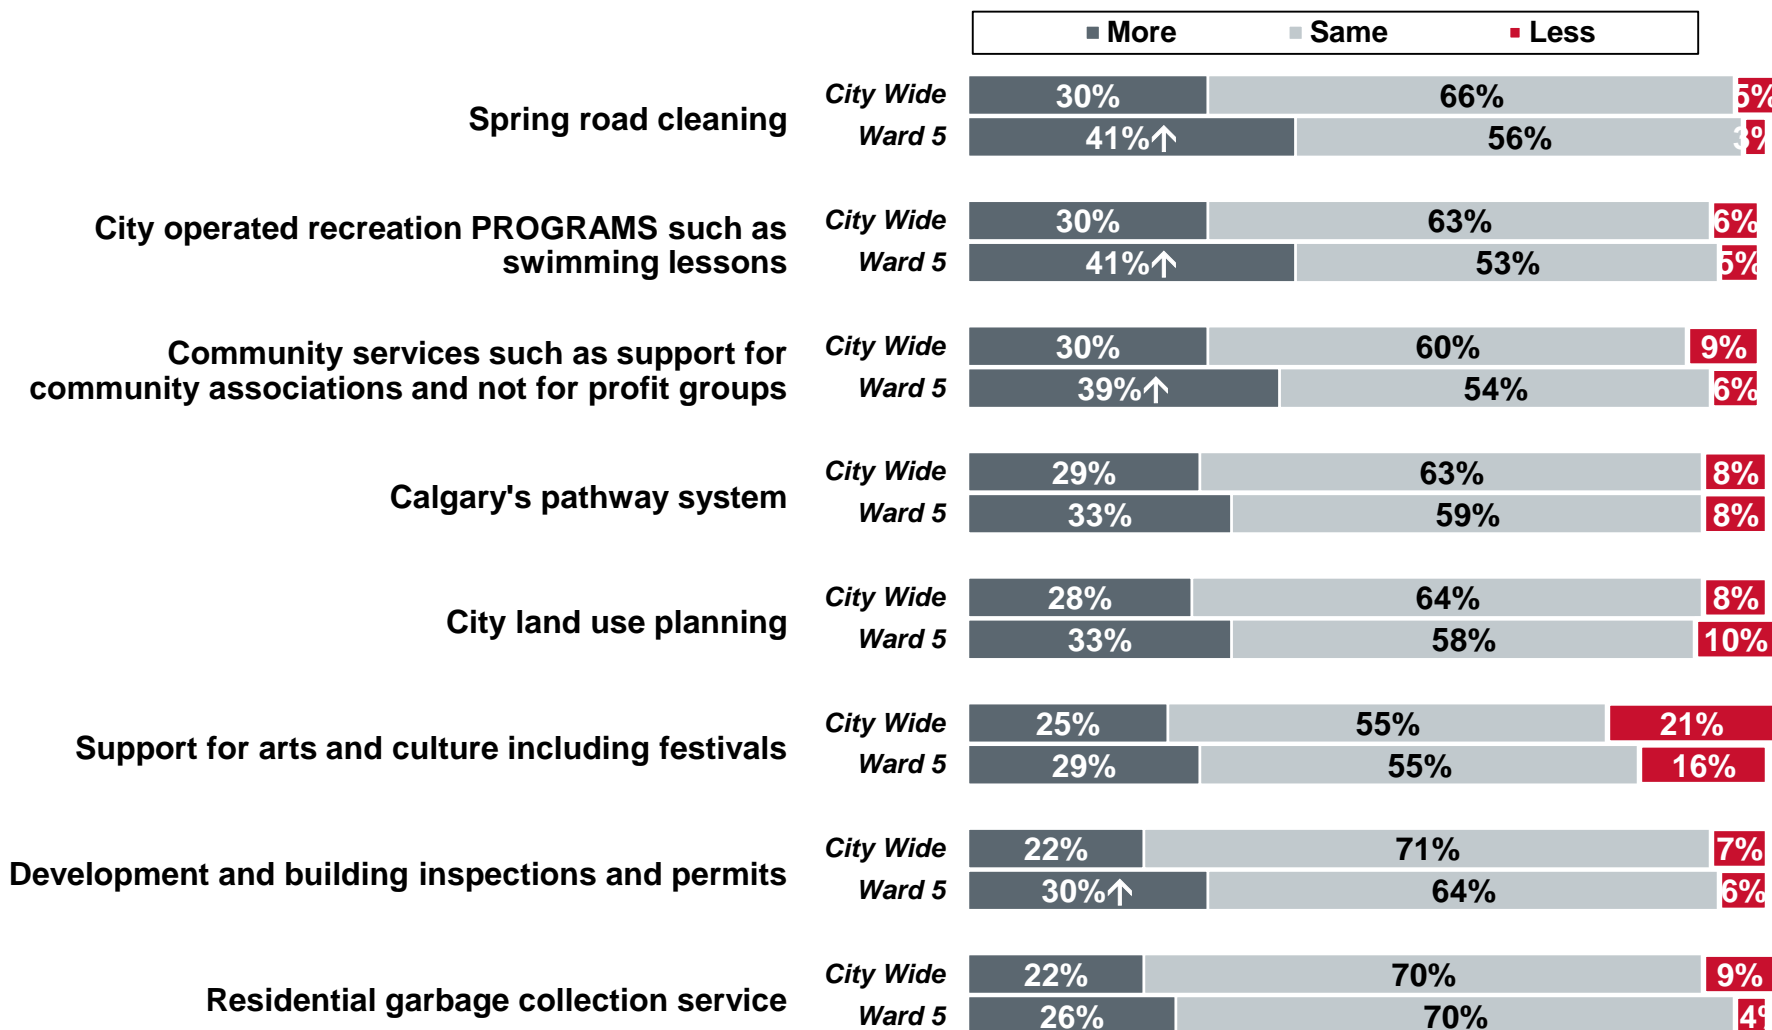 More Same Less
Spring road cleaning
City Wide 30% 66% 5%
Ward 5 41%↑ 56% 3%
City operated recreation PROGRAMS such as
swimming lessons
City Wide 30% 63% 6%
Ward 5 41%↑ 53% 5%
Community services such as support for
community associations and not for profit groups
City Wide 30% 60% 9%
Ward 5 39%↑ 54% 6%
Calgary's pathway system
City Wide 29% 63% 8%
Ward 5 33% 59% 8%
City land use planning
City Wide 28% 64% 8%
Ward 5 33% 58% 10%
Support for arts and culture including festivals
City Wide 25% 55% 21%
Ward 5 29% 55% 16%
Development and building inspections and permits
City Wide 22% 71% 7%
Ward 5 30%↑ 64% 6%
Residential garbage collection service
City Wide 22% 70% 9%
Ward 5 26% 70% 4%